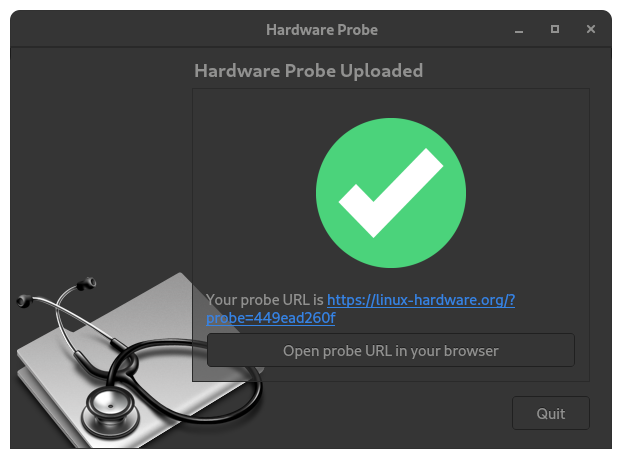 Hardware Probe
Hardware Probe Uploaded
Your probe URL is https://linux-hardware.org/?
probe=449ead260f
Open probe URL in your browser
Quit